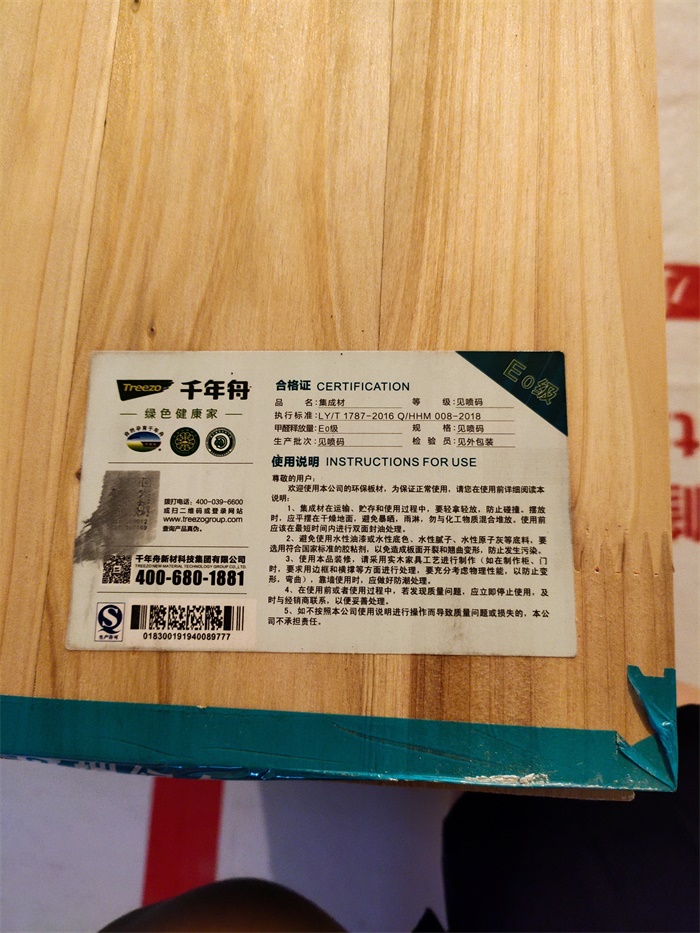 Treezo 千年舟
绿色健康家
拨打电话：400-039-6600
或扫二维码或登录网站
www.treezogroup.com
查询产品真伪。
千年舟新材科技集团有限公司
TREEZO NEW MATERIAL TECHNOLOGY GROUP CO.,LTD.
400-680-1881
生产许可
018300191940089777
E0级
合格证 CERTIFICATION
品 名：集成材 等 级：见喷码
执行标准：LY/T 1787-2016 Q/HHM 008-2018
甲醛释放量：E0级 规 格：见喷码
生产批次：见喷码 检 验 员：见外包装
使用说明 INSTRUCTIONS FOR USE
尊敬的用户：
欢迎使用本公司的环保板材，为保证正常使用，请您在使用前详细阅读本
说明：
1、集成材在运输、贮存和使用过程中，要轻拿轻放，防止碰撞。摆放
时，应平摆在干燥地面，避免暴晒，雨淋，勿与化工物质混合堆放，使用前
应该在最短时间内进行双面封油处理。
2、避免使用水性油漆或水性底色、水性腻子、水性原子灰等底料，要
选用符合国家标准的胶粘剂，以免造成板面开裂和翘曲变形，防止发生污染。
3、使用本品装修，请采用实木家具工艺进行制作（如在制作柜、门
时，要求用边框和横撑等方面进行处理，要充分考虑物理性能，以防止变
形，弯曲），靠墙使用时，应做好防潮处理。
4、在使用前或者使用过程中，若发现质量问题，应立即停止使用，及
时与经销商联系，以便妥善处理。
5、如不按照本公司使用说明进行操作而导致质量问题或损失的，本公
司不承担责任。